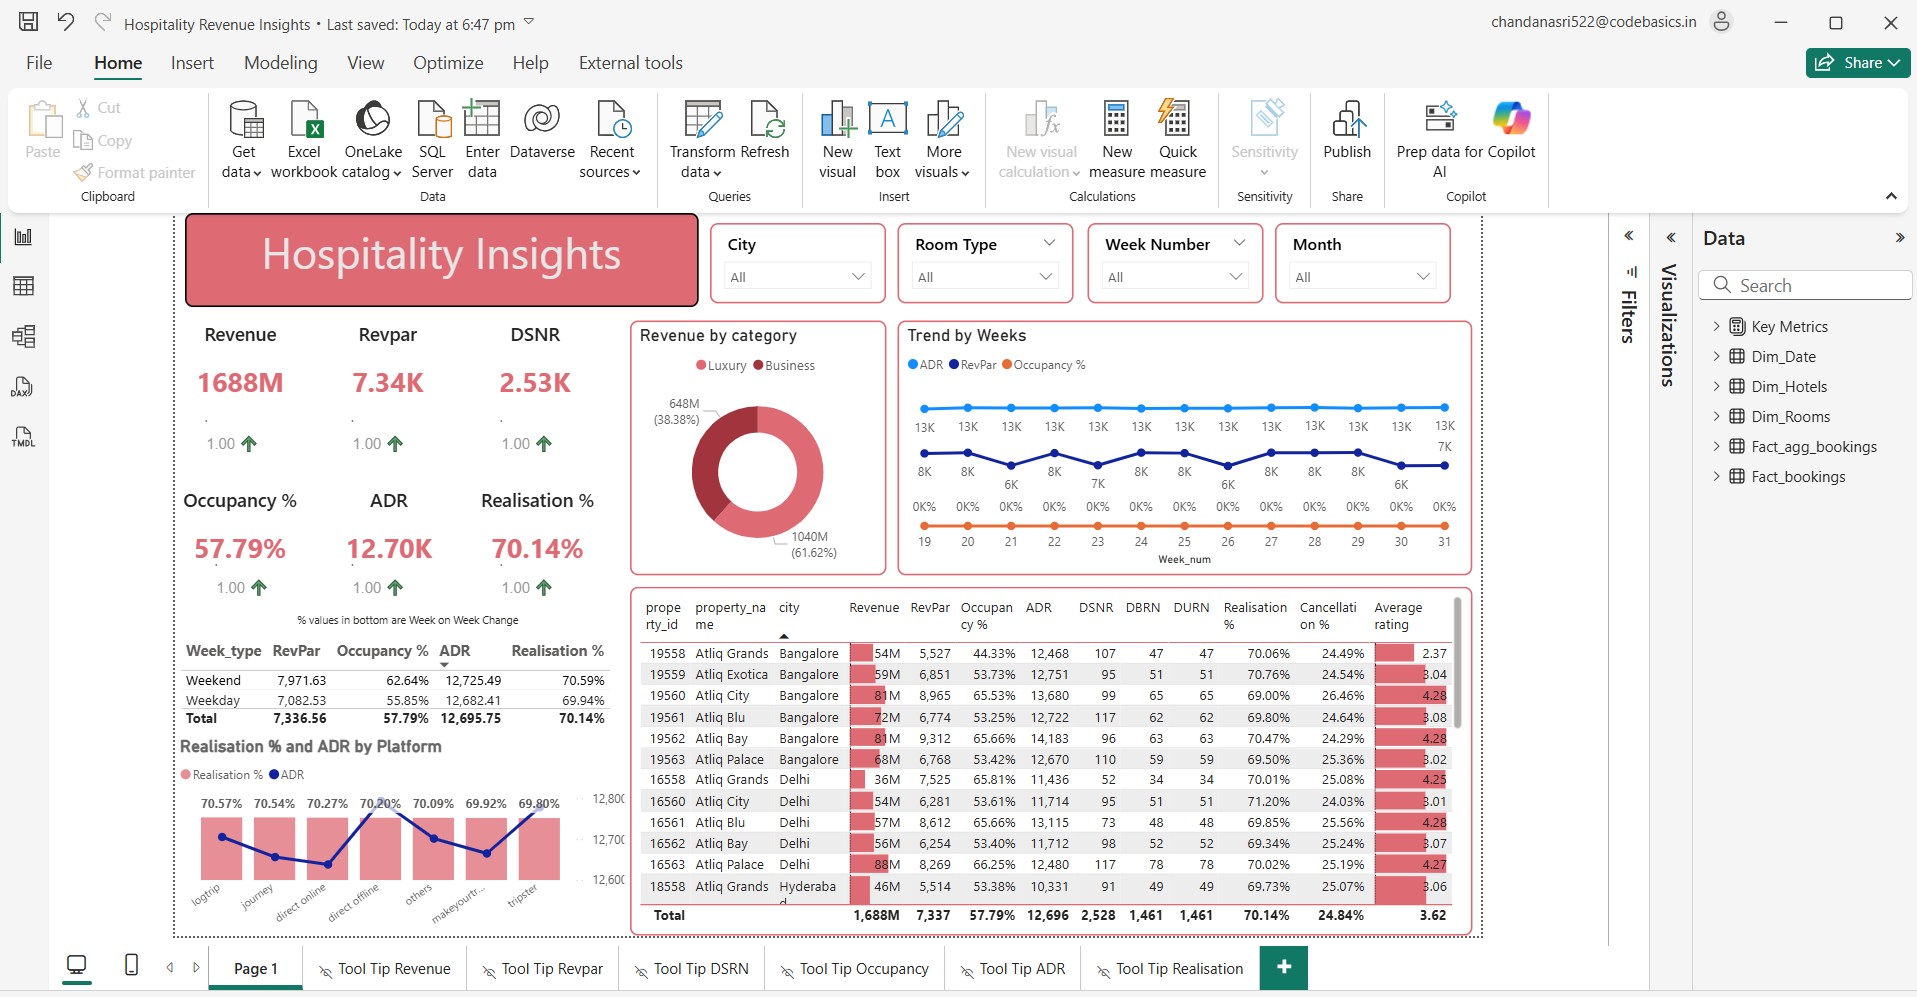 Hospitality Revenue Insights • Last saved: Today at 6:47 pm
chandanasri522@codebasics.in
File Home Insert Modeling View Optimize Help External tools
Share
Paste
Cut
Copy
Format painter
Clipboard
Get data
Excel workbook
OneLake catalog
SQL Server
Enter data
Dataverse
Recent sources
Data
Transform data
Refresh
Queries
New visual
Text box
More visuals
Insert
New visual calculation
New measure
Quick measure
Calculations
Sensitivity
Sensitivity
Publish
Share
Prep data for AI
Copilot
Copilot
Hospitality Insights
City
All
Room Type
All
Week Number
All
Month
All
Revenue Revpar DSNR
1688M 7.34K 2.53K
1.00 1.00 1.00
Occupancy % ADR Realisation %
57.79% 12.70K 70.14%
1.00 1.00 1.00
% values in bottom are Week on Week Change
Week_type RevPar Occupancy % ADR Realisation %
Weekend 7,971.63 62.64% 12,725.49 70.59%
Weekday 7,082.53 55.85% 12,682.41 69.94%
Total 7,336.56 57.79% 12,695.75 70.14%
Realisation % and ADR by Platform
Realisation % ADR
70.57% 70.54% 70.27% 70.20% 70.09% 69.92% 69.80%
12,800
12,700
12,600
logtrip journey direct online direct offline others makeyourtr... tripster
Revenue by category
Luxury Business
648M
(38.38%)
1040M
(61.62%)
Trend by Weeks
ADR RevPar Occupancy %
13K 13K 13K 13K 13K 13K 13K 13K 13K 13K 13K 13K 13K
8K 8K 6K 8K 7K 8K 8K 6K 8K 8K 8K 6K 7K
0K% 0K% 0K% 0K% 0K% 0K% 0K% 0K% 0K% 0K% 0K% 0K% 0K%
19 20 21 22 23 24 25 26 27 28 29 30 31
Week_num
property_id property_name city Revenue RevPar Occupancy % ADR DSNR DBRN DURN Realisation % Cancellation % Average rating
19558 Atliq Grands Bangalore 54M 5,527 44.33% 12,468 107 47 47 70.06% 24.49% 2.37
19559 Atliq Exotica Bangalore 59M 6,851 53.73% 12,751 95 51 51 70.76% 24.54% 3.04
19560 Atliq City Bangalore 81M 8,965 65.53% 13,680 99 65 65 69.00% 26.46% 4.28
19561 Atliq Blu Bangalore 72M 6,774 53.25% 12,722 117 62 62 69.80% 24.64% 3.08
19562 Atliq Bay Bangalore 81M 9,312 65.66% 14,183 96 63 63 70.47% 24.29% 4.28
19563 Atliq Palace Bangalore 68M 6,768 53.42% 12,670 110 59 59 69.50% 25.36% 3.02
16558 Atliq Grands Delhi 36M 7,525 65.81% 11,436 52 34 34 70.01% 25.08% 4.25
16560 Atliq City Delhi 54M 6,281 53.61% 11,714 95 51 51 71.20% 24.03% 3.01
16561 Atliq Blu Delhi 57M 8,612 65.66% 13,115 73 48 48 69.85% 25.56% 4.28
16562 Atliq Bay Delhi 56M 6,254 53.40% 11,712 98 52 52 69.34% 25.24% 3.07
16563 Atliq Palace Delhi 88M 8,269 66.25% 12,480 117 78 78 70.02% 25.19% 4.27
18558 Atliq Grands Hyderabad 46M 5,514 53.38% 10,331 91 49 49 69.73% 25.07% 3.06
Total 1,688M 7,337 57.79% 12,696 2,528 1,461 1,461 70.14% 24.84% 3.62
Filters
Visualizations
Data
Search
Key Metrics
Dim_Date
Dim_Hotels
Dim_Rooms
Fact_agg_bookings
Fact_bookings
DAX
TMDL
Page 1 Tool Tip Revenue Tool Tip Revpar Tool Tip DSRN Tool Tip Occupancy Tool Tip ADR Tool Tip Realisation